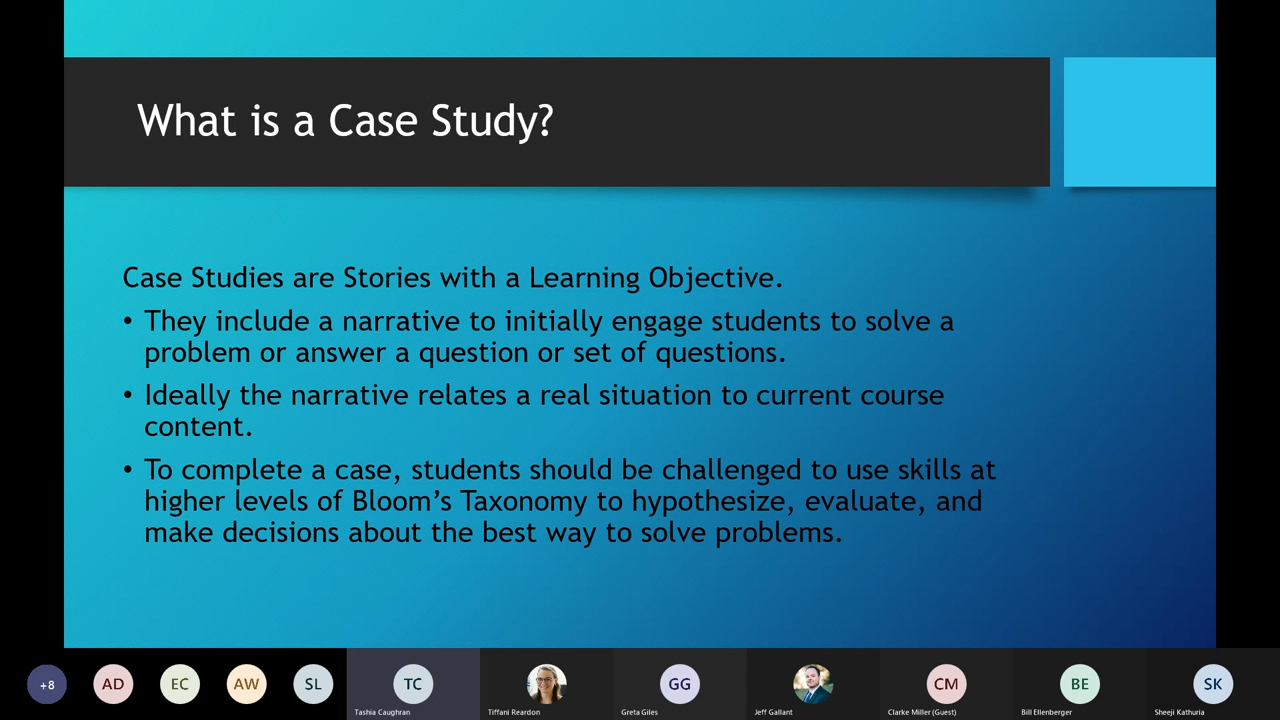 What is a Case Study?
Case Studies are Stories with a Learning Objective.
• They include a narrative to initially engage students to solve a
problem or answer a question or set of questions.
• Ideally the narrative relates a real situation to current course
content.
• To complete a case, students should be challenged to use skills at
higher levels of Bloom’s Taxonomy to hypothesize, evaluate, and
make decisions about the best way to solve problems.
+8 AD EC AW SL TC GG CM BE SK
Tashia Caughran Tiffani Reardon Greta Giles Jeff Gallant Clarke Miller (Guest) Bill Ellenberger Sheeji Kathuria